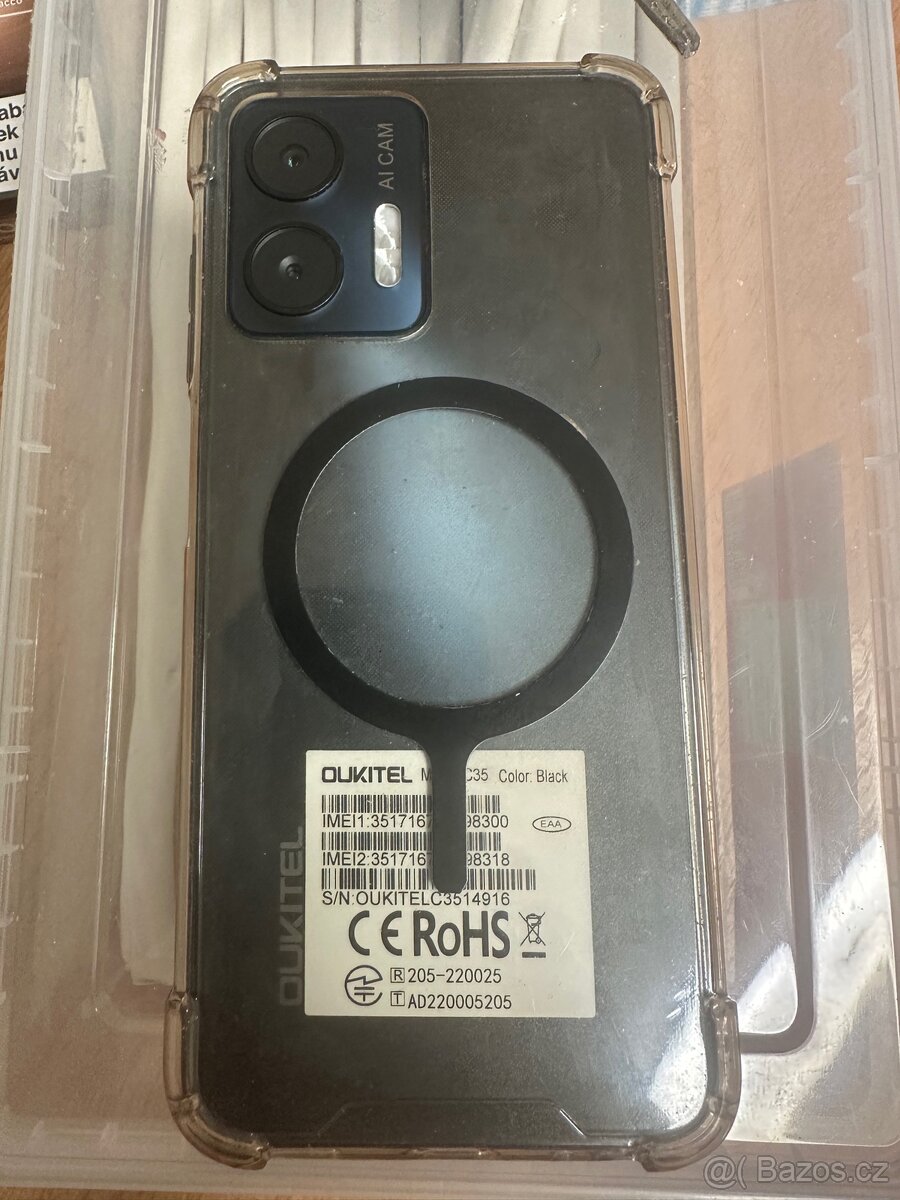 acco
AI CAM
OUKITEL C35 Color: Black
IMEI1:351716 98300
EAA
IMEI2:351716 98318
S/N:OUKITELC3514916
CE RoHS
R 205-220025
T AD220005205
OUKITEL
@( Bazos.cz